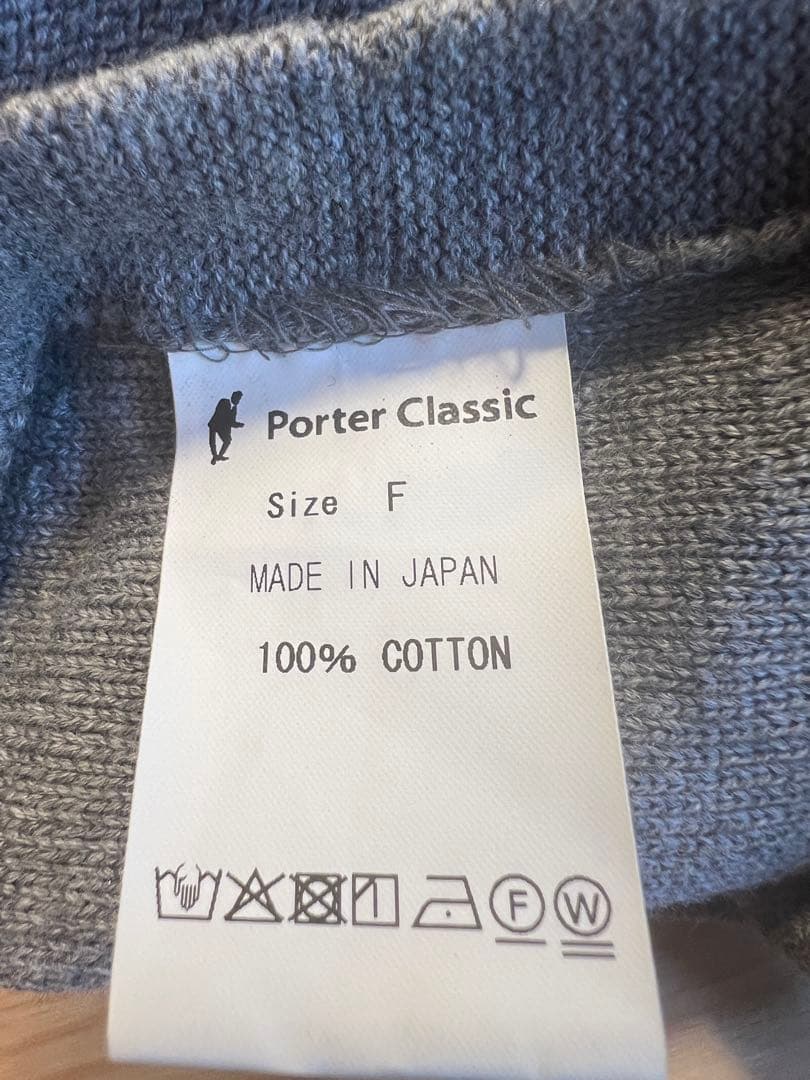 Porter Classic
Size F
MADE IN JAPAN
100% COTTON
F W